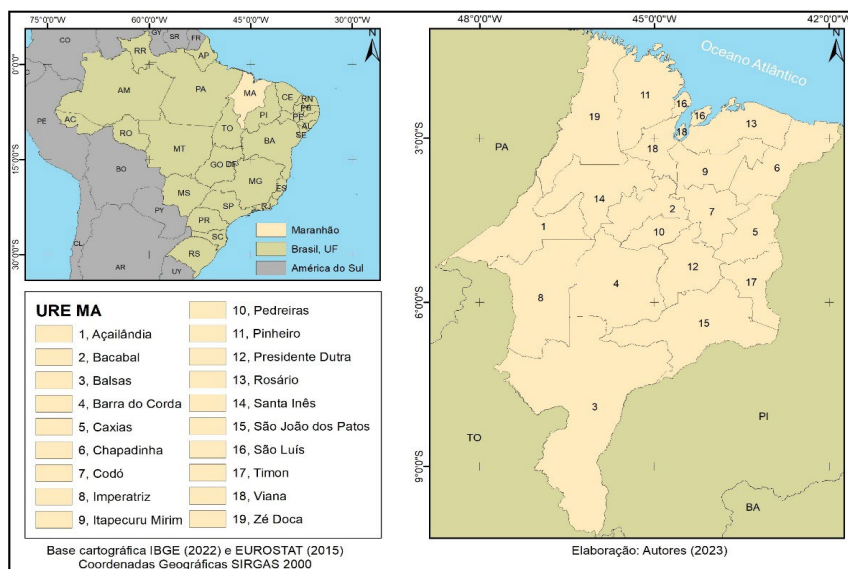 75°0'0"W
60°0'0"W
45°0'0"W
30°0'0"W
0°0'0"
15°0'0"S
30°0'0"S
CO
GY
SR
FR
RR
AP
AM
PA
MA
CE
RN
PB
PE
AL
SE
PI
AC
RO
TO
BA
PE
MT
GO
DF
BO
MG
ES
MS
SP
RJ
PY
PR
SC
CL
RS
AR
UY
N
Maranhão
Brasil, UF
América do Sul
URE MA
1, Açailândia
2, Bacabal
3, Balsas
4, Barra do Corda
5, Caxias
6, Chapadinha
7, Codó
8, Imperatriz
9, Itapecuru Mirim
10, Pedreiras
11, Pinheiro
12, Presidente Dutra
13, Rosário
14, Santa Inês
15, São João dos Patos
16, São Luís
17, Timon
18, Viana
19, Zé Doca
Base cartográfica IBGE (2022) e EUROSTAT (2015)
Coordenadas Geográficas SIRGAS 2000
48°0'0"W
45°0'0"W
42°0'0"W
3°0'0"S
6°0'0"S
9°0'0"S
N
Oceano Atlântico
19
11
16
16
18
13
PA
18
9
6
14
2
7
1
10
5
12
17
8
4
15
3
TO
PI
BA
Elaboração: Autores (2023)